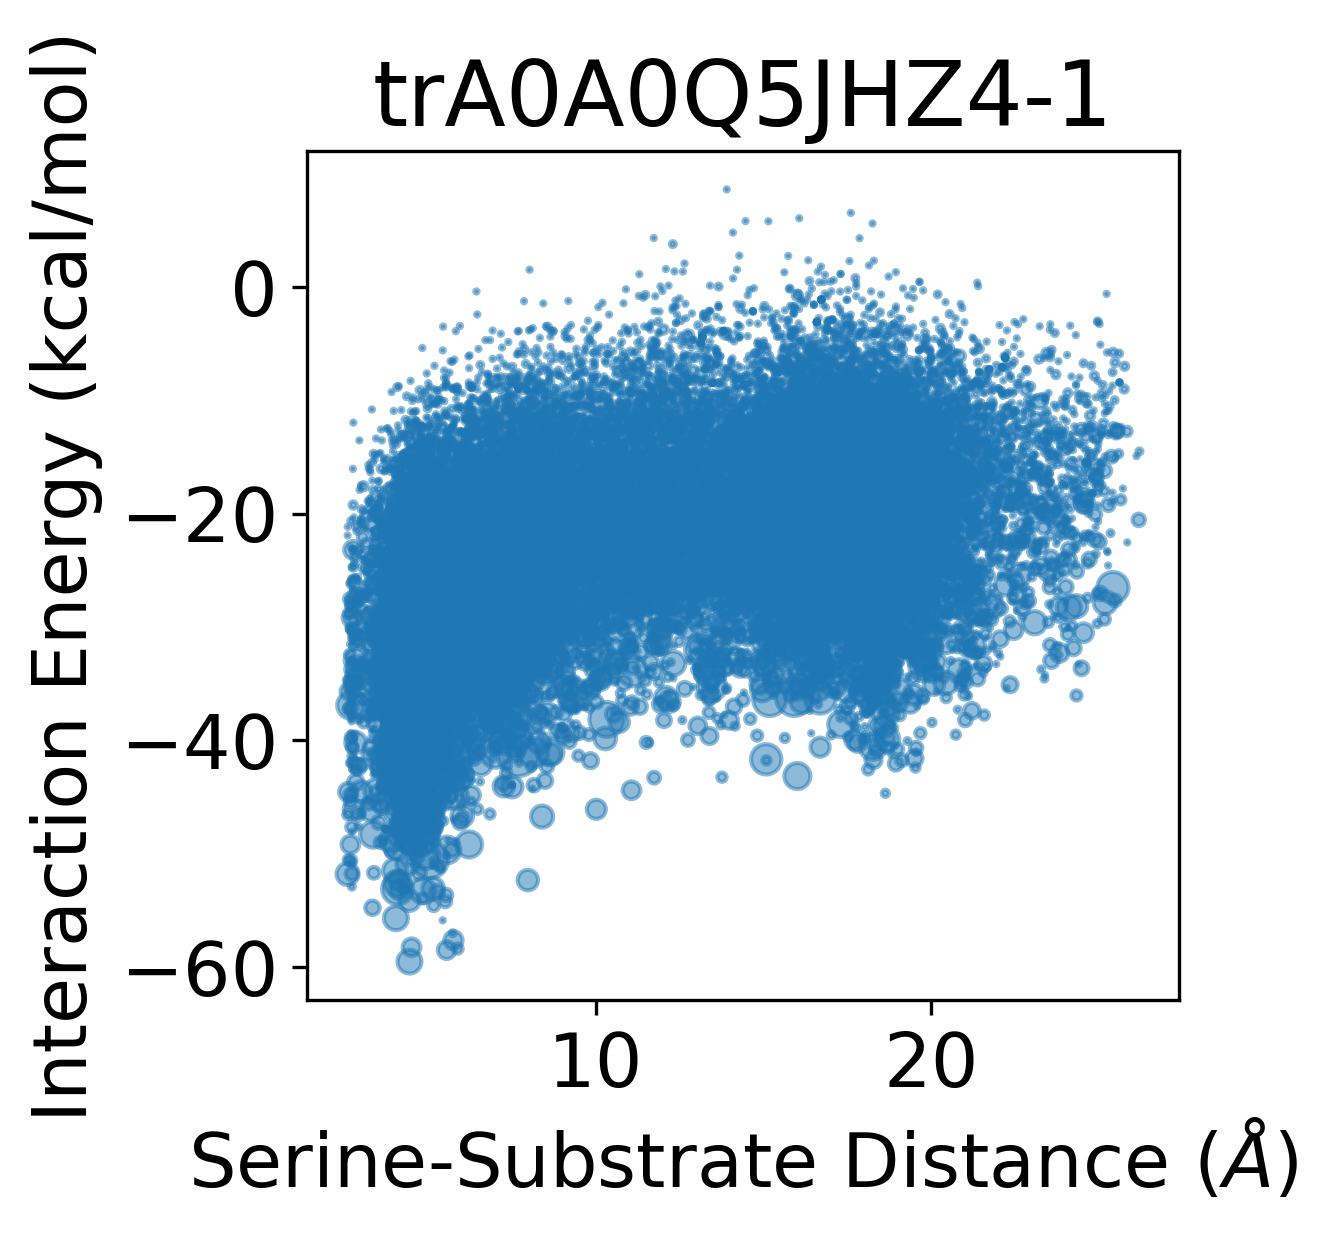 trA0A0Q5JHZ4-1
Interaction Energy (kcal/mol)
0
−20
−40
−60
10 20
Serine-Substrate Distance (Å)